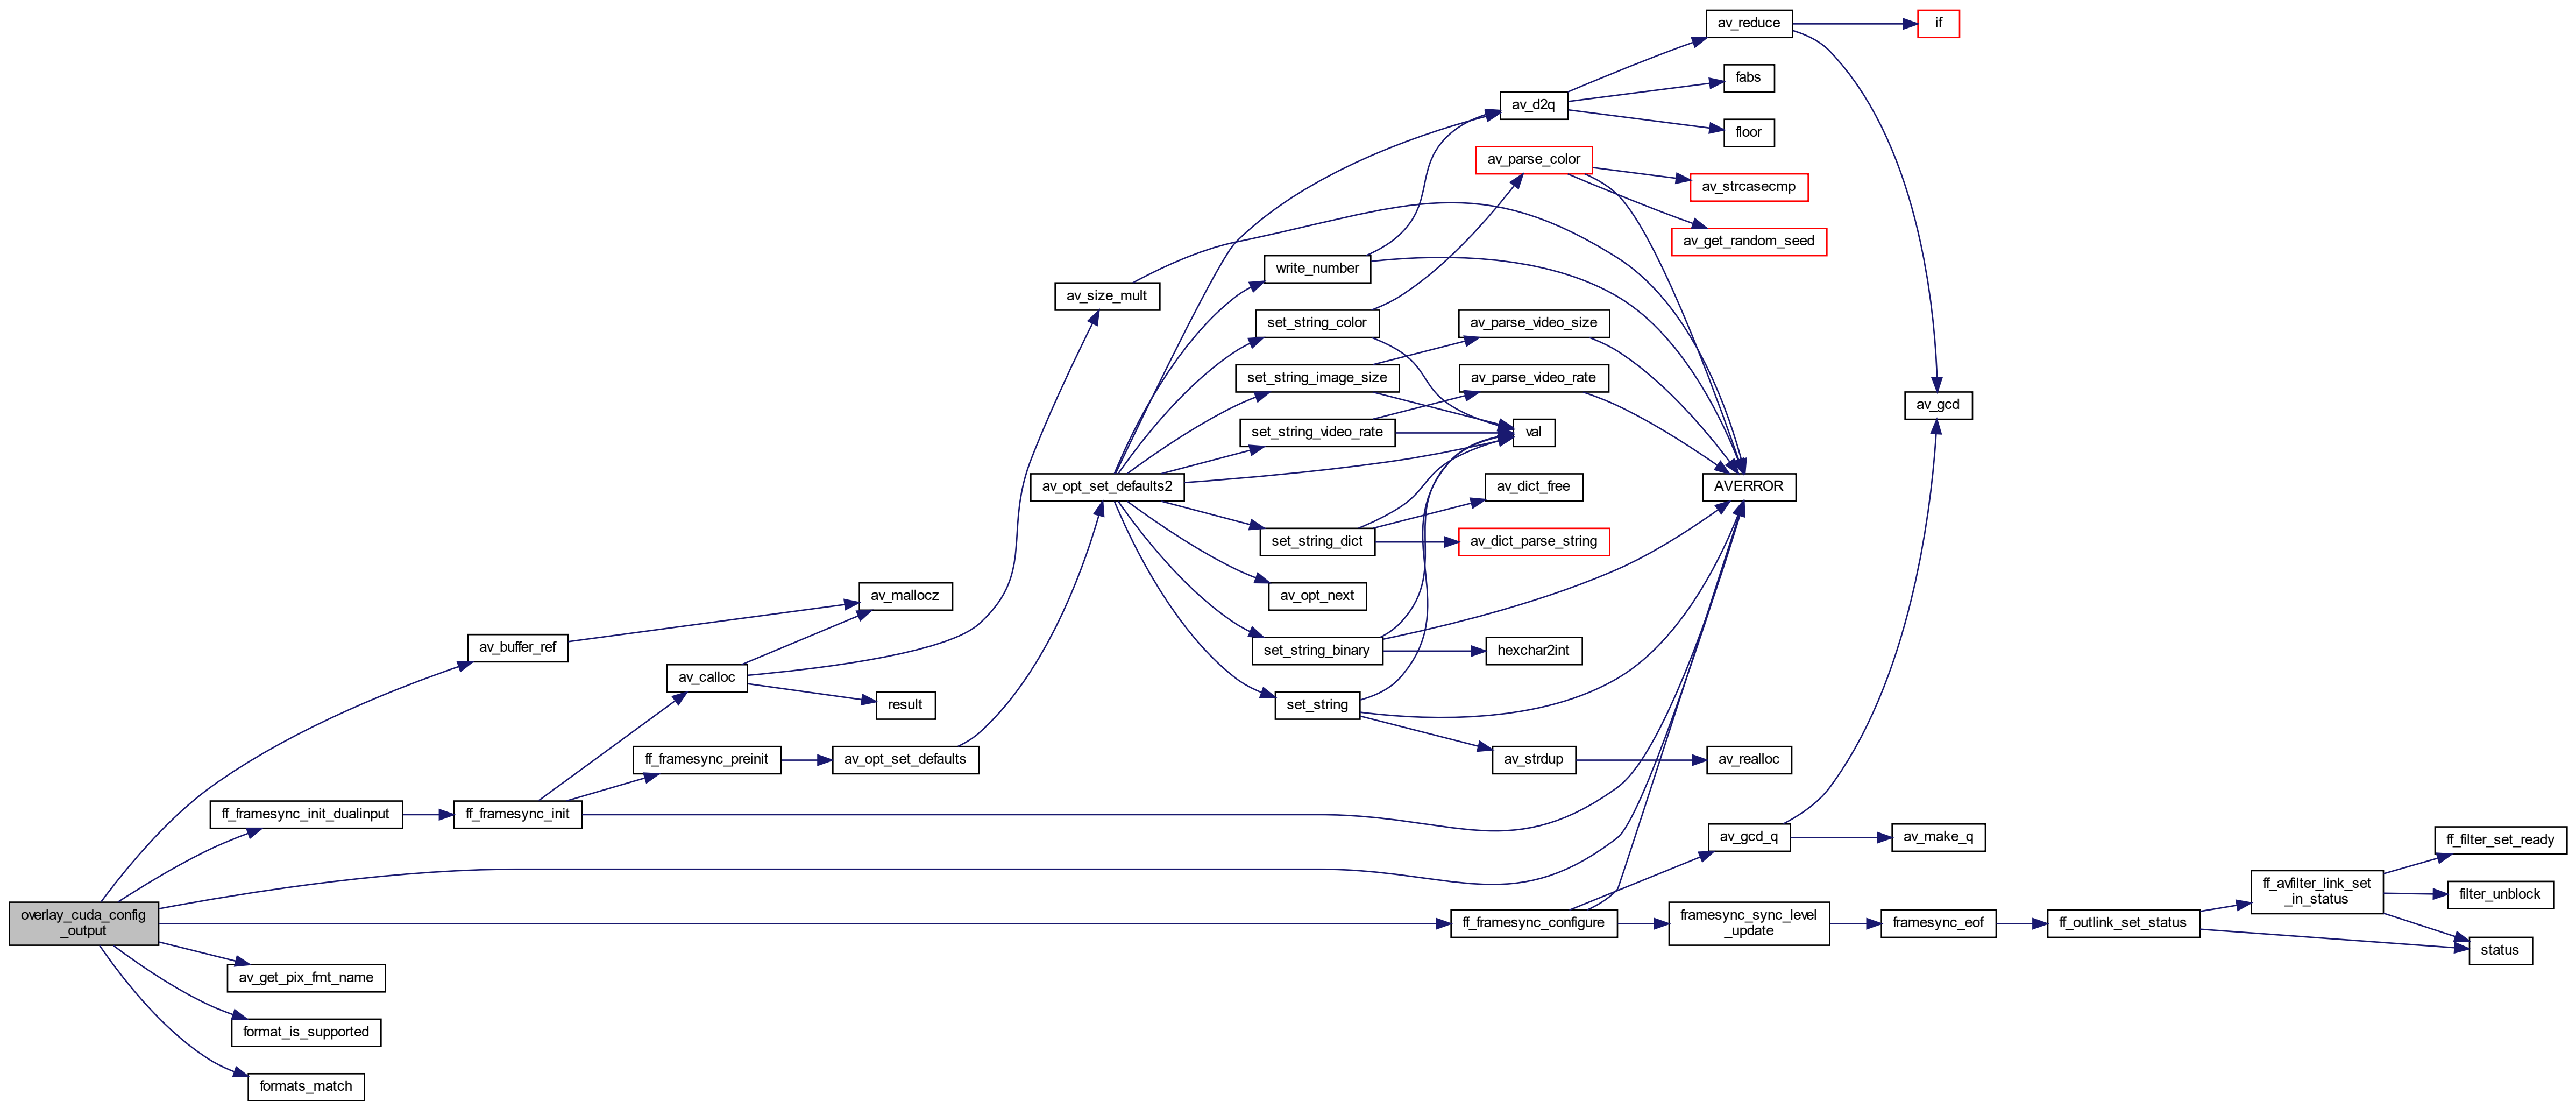 av_reduce
if
fabs
av_d2q
floor
av_parse_color
av_strcasecmp
av_get_random_seed
write_number
av_size_mult
set_string_color
av_parse_video_size
set_string_image_size
av_parse_video_rate
av_gcd
set_string_video_rate
val
av_opt_set_defaults2
av_dict_free
AVERROR
set_string_dict
av_dict_parse_string
av_mallocz
av_opt_next
av_buffer_ref
set_string_binary
hexchar2int
av_calloc
result
set_string
ff_framesync_preinit
av_opt_set_defaults
av_strdup
av_realloc
ff_framesync_init_dualinput
ff_framesync_init
av_gcd_q
av_make_q
ff_filter_set_ready
ff_avfilter_link_set
_in_status
filter_unblock
overlay_cuda_config
_output
ff_framesync_configure
framesync_sync_level
_update
framesync_eof
ff_outlink_set_status
status
av_get_pix_fmt_name
format_is_supported
formats_match